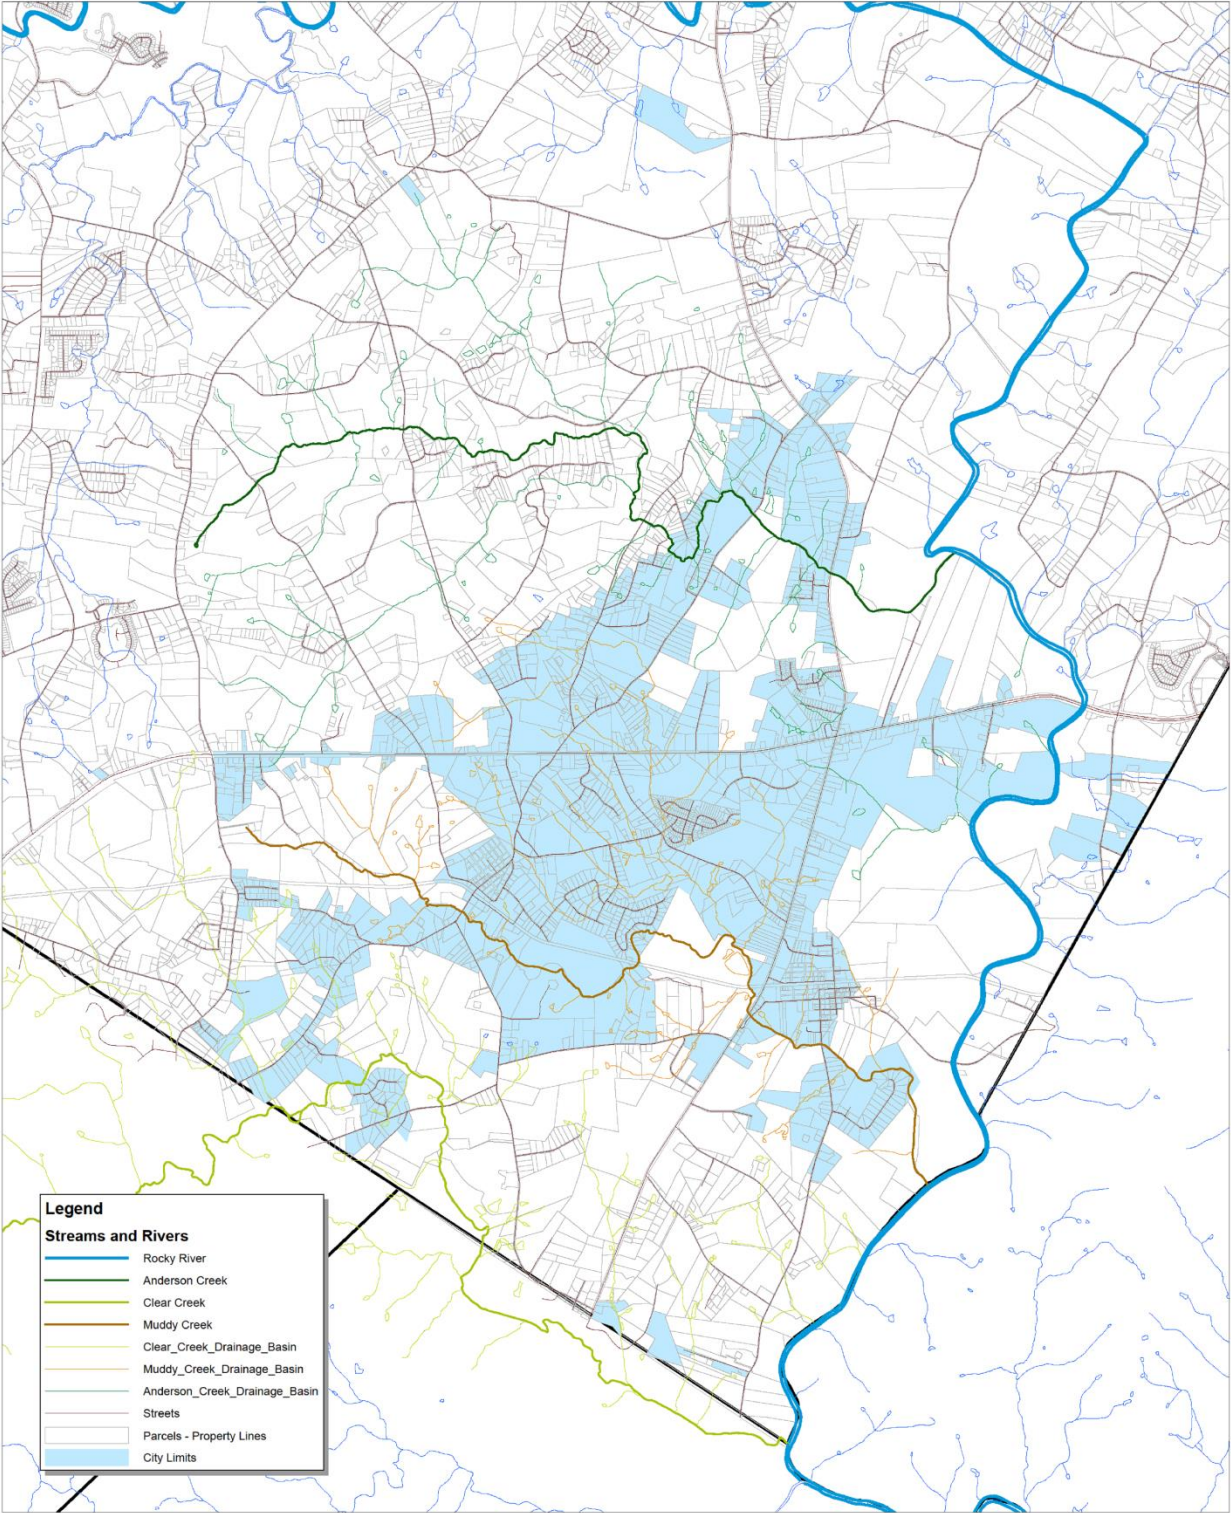 Legend
Streams and Rivers
Rocky River
Anderson Creek
Clear Creek
Muddy Creek
Clear_Creek_Drainage_Basin
Muddy_Creek_Drainage_Basin
Anderson_Creek_Drainage_Basin
Streets
Parcels - Property Lines
City Limits